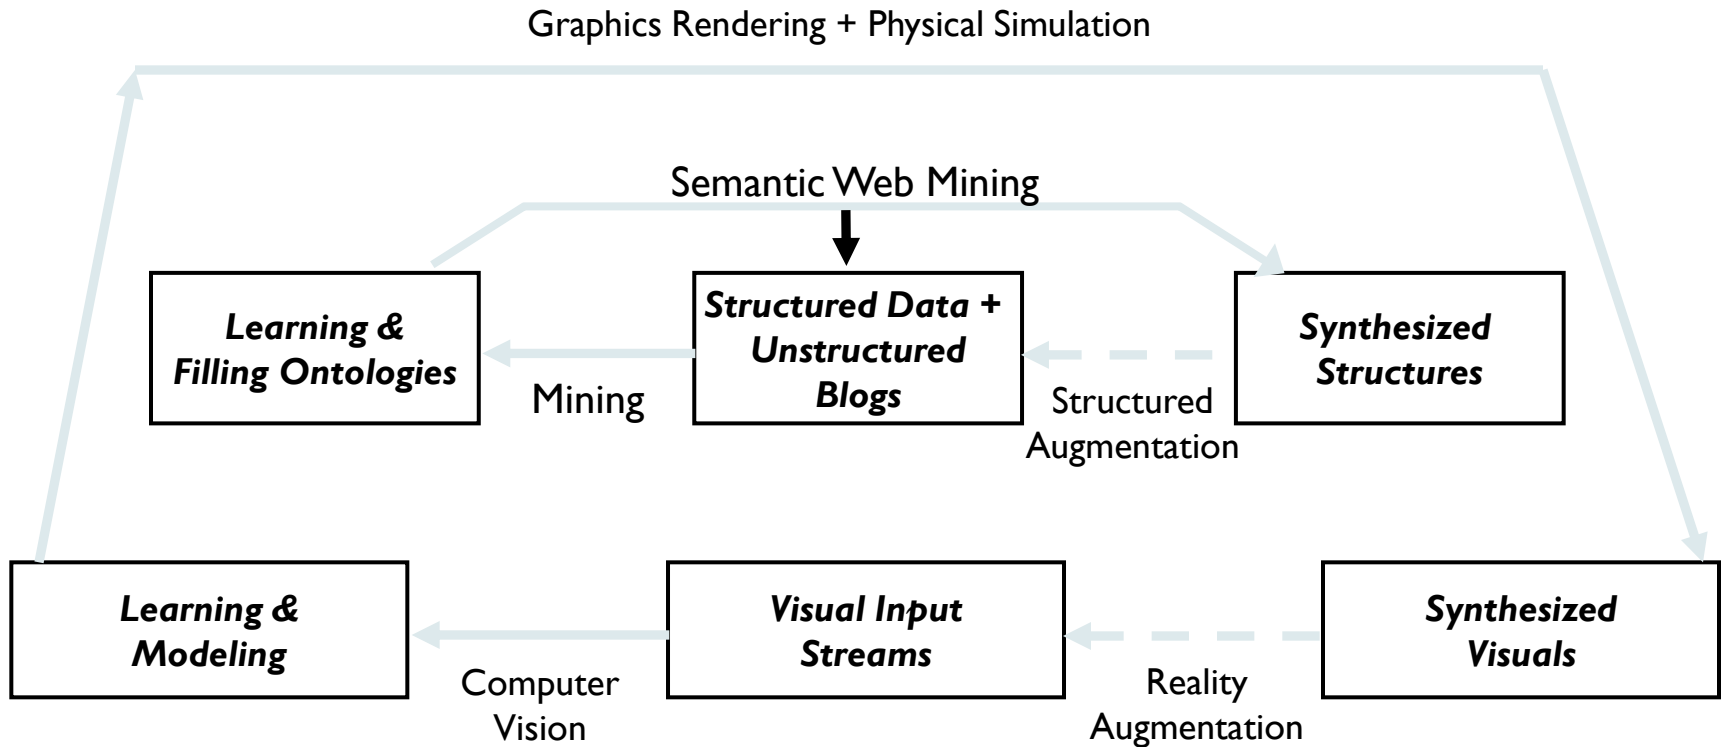 Graphics Rendering + Physical Simulation
Semantic Web Mining
Learning &
Filling Ontologies
Structured Data +
Unstructured
Blogs
Synthesized
Structures
Mining
Structured
Augmentation
Learning &
Modeling
Visual Input
Streams
Synthesized
Visuals
Computer
Vision
Reality
Augmentation